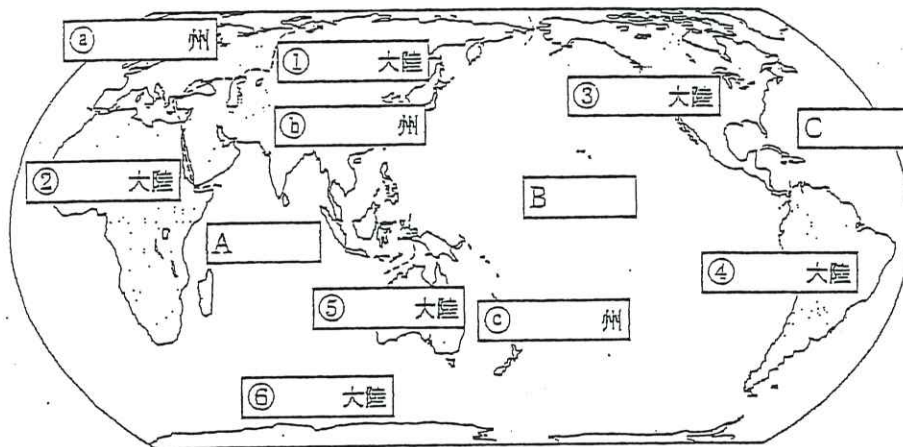 ⓐ 州
① 大陸
③ 大陸
ⓑ 州
C
② 大陸
B
A
④ 大陸
⑤ 大陸
ⓒ 州
⑥ 大陸